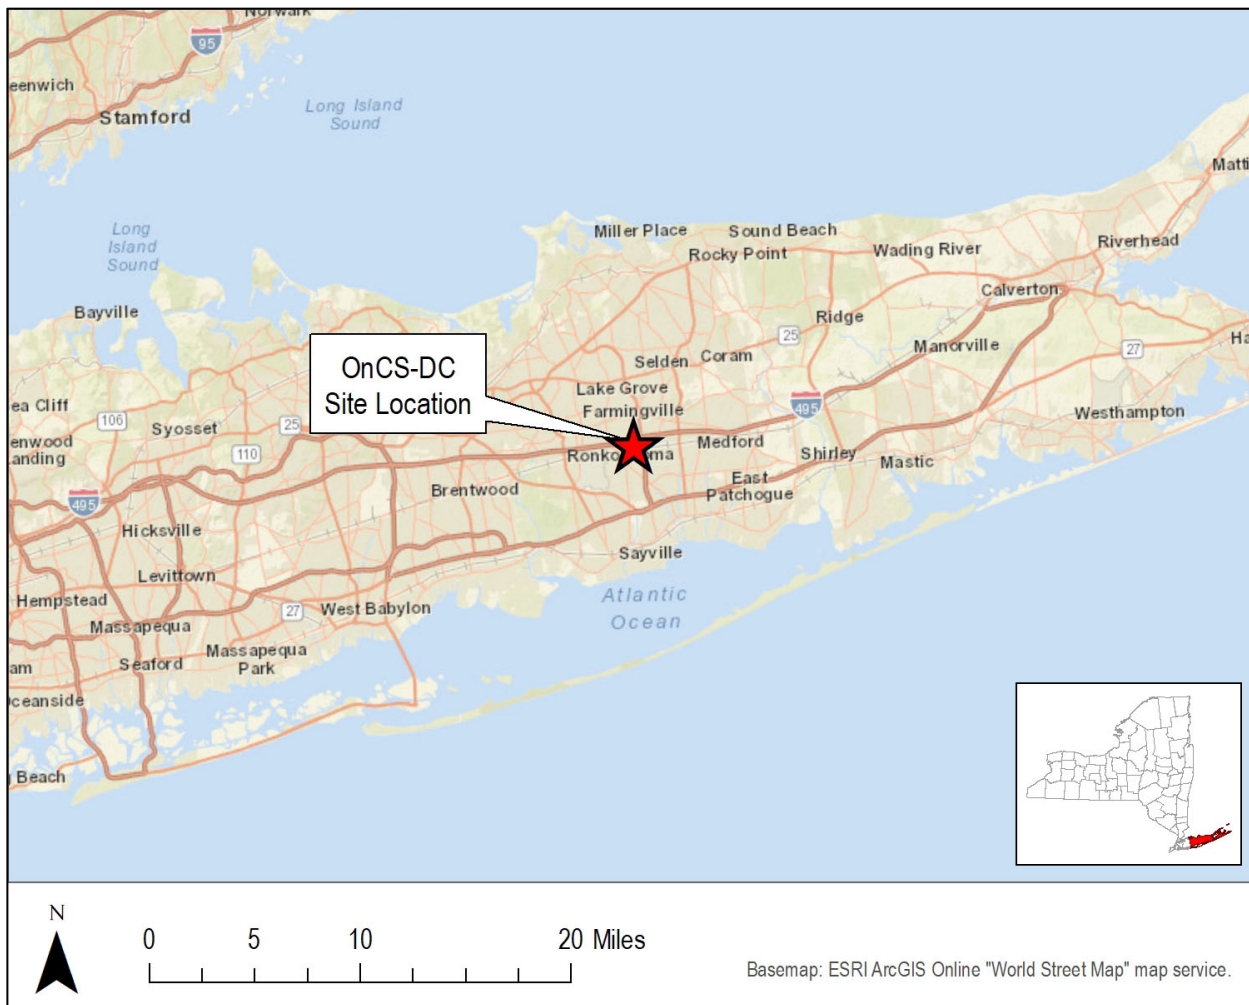 Norwalk
95
eenwich
Long Island
Sound
Stamford
Matti
Long
Island
Sound
Miller Place
Sound Beach
Riverhead
Wading River
Rocky Point
Calverton
Bayville
Ridge
25
Manorville
27
Ha
OnCS-DC
Site Location
Selden
Coram
Lake Grove
ea Cliff
106
Farmingville
495
Westhampton
Syosset
25
enwood
Landing
110
Medford
Ronko
ma
Shirley
Mastic
East
Patchogue
Brentwood
495
Hicksville
Sayville
Levittown
Atlantic
Ocean
Hempstead
27
West Babylon
Massapequa
Massapequa
Park
am
Seaford
Oceanside
g Beach
N
0
5
10
20 Miles
Basemap: ESRI ArcGIS Online "World Street Map" map service.